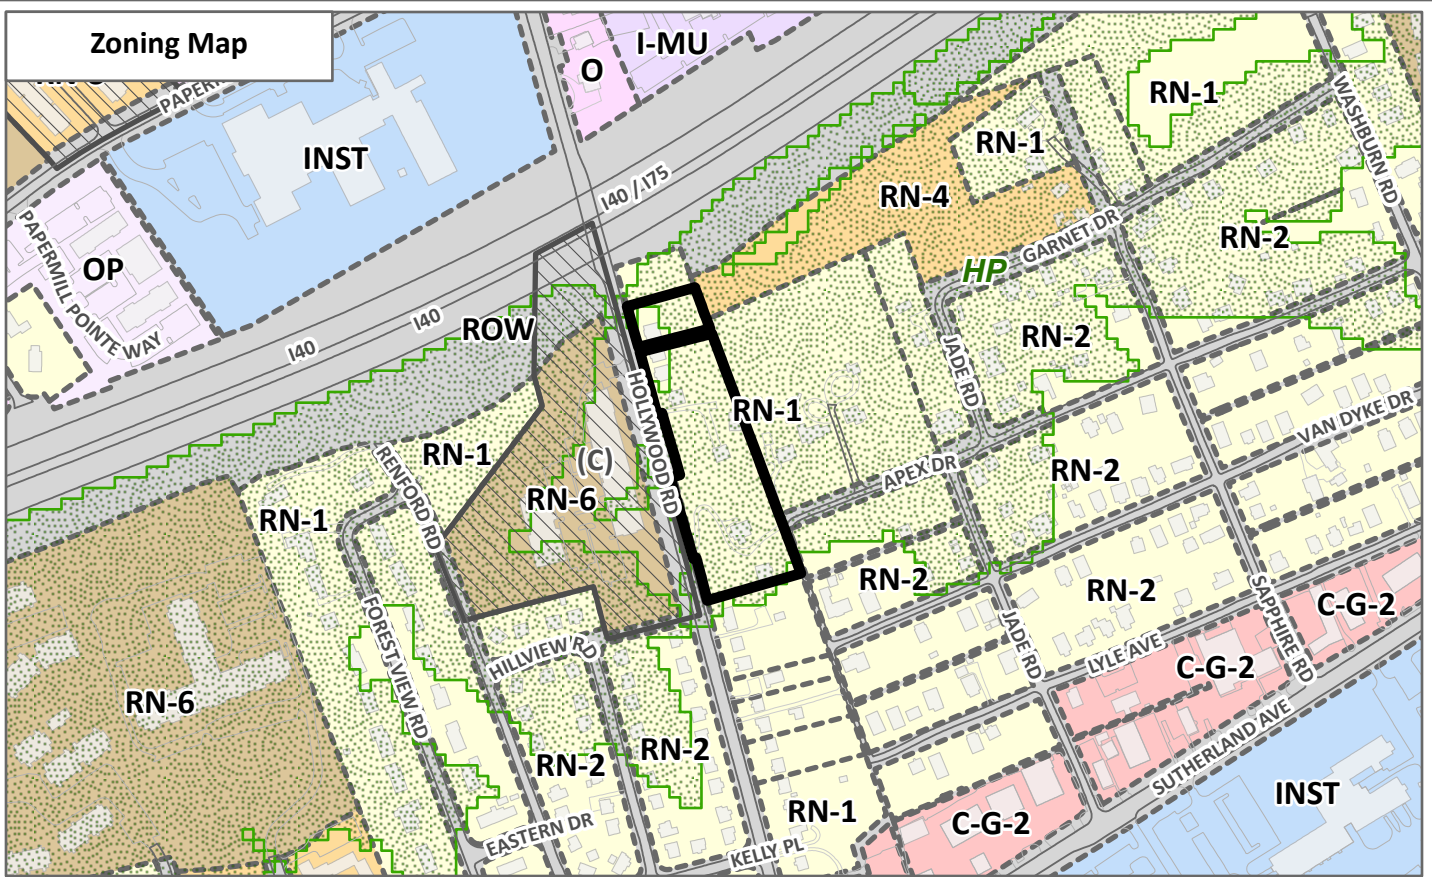 Zoning Map
I-MU
O
RN-1
PAPERM
INST
I40 / I75
WASHBURN RD
RN-1
RN-4
PAPERMILL POINTE WAY
OP
GARNET DR
RN-2
HP
I40
ROW
I40
RN-2
JADE RD
HOLLYWOOD RD
RN-1
VAN DYKE DR
RENFORD RD
RN-1
(C)
RN-6
APEX DR
RN-2
RN-1
RN-2
RN-2
SAPPHIRE RD
C-G-2
FOREST VIEW RD
HILLVIEW RD
JADE RD
LYLE AVE
C-G-2
RN-6
SUTHERLAND AVE
RN-2
RN-2
INST
RN-1
EASTERN DR
C-G-2
KELLY PL